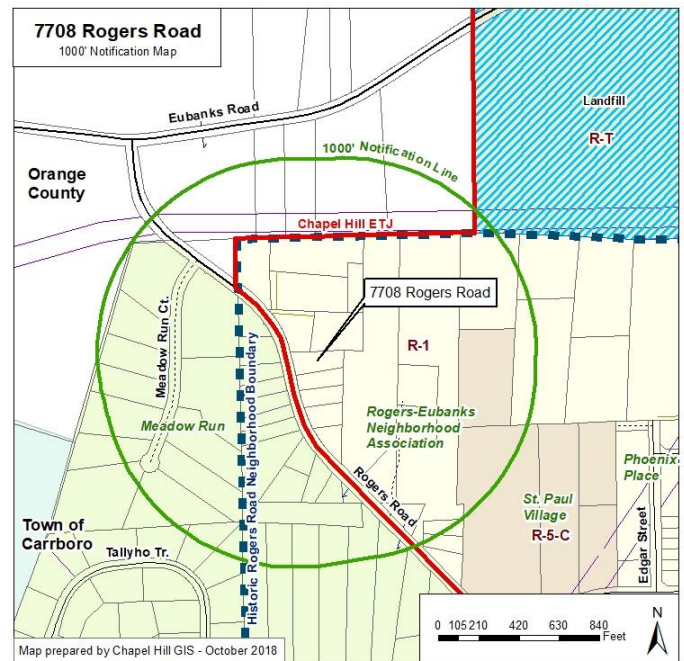 7708 Rogers Road
1000' Notification Map
Eubanks Road
Landfill
R-T
Orange
County
1000' Notification Line
Chapel Hill ETJ
7708 Rogers Road
R-1
Meadow Run Ct.
Meadow Run
Historic Rogers Road Neighborhood Boundary
Rogers-Eubanks
Neighborhood
Association
Rogers Road
Phoenix
Place
St. Paul
Village
R-5-C
Edgar Street
Town of
Carrboro
Tallyho Tr.
N
0 105 210 420 630 840
Feet
Map prepared by Chapel Hill GIS - October 2018